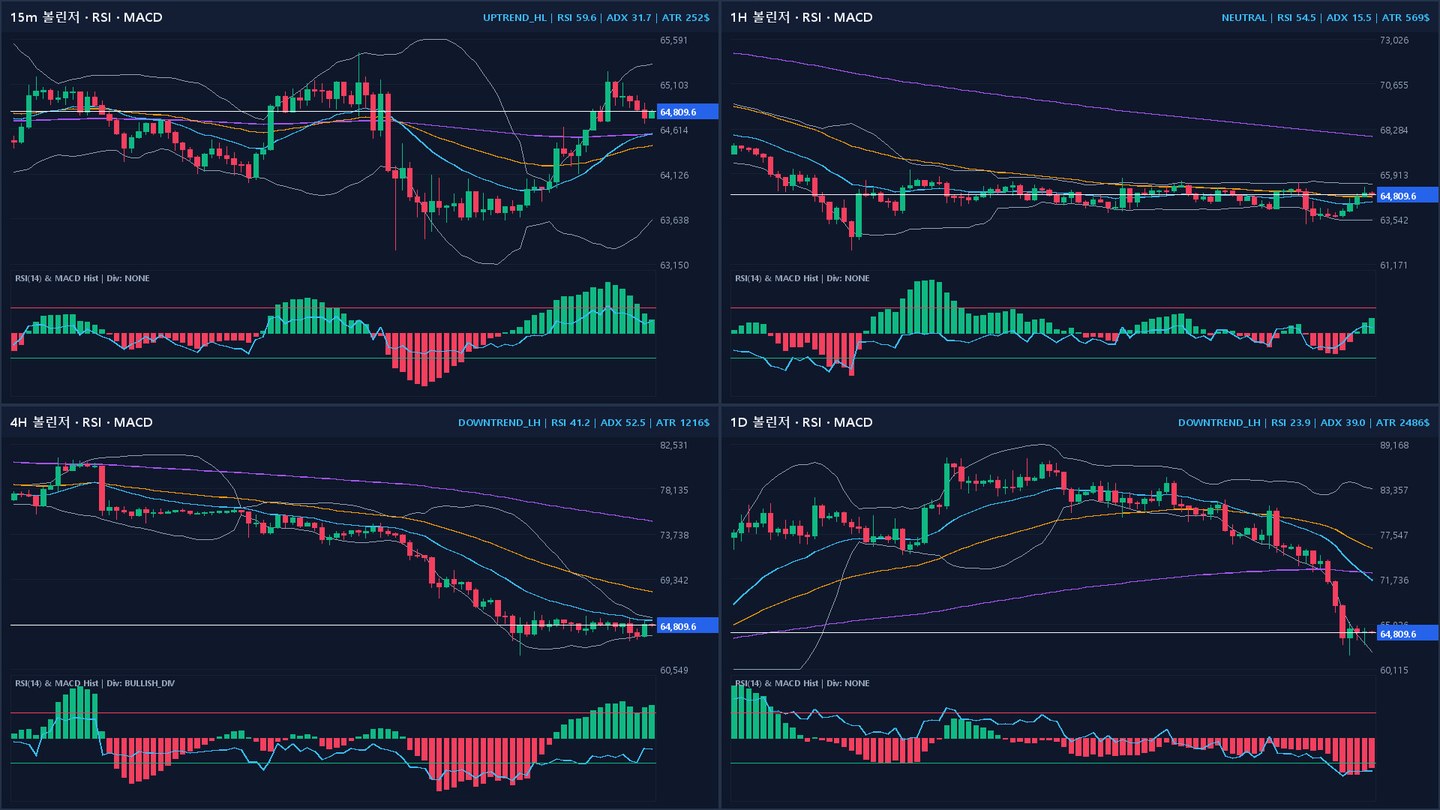 15m 볼린저 · RSI · MACD
UPTREND_HL | RSI 59.6 | ADX 31.7 | ATR 252$
65,591
65,103
64,809.6
64,614
64,126
63,638
63,150
RSI(14) & MACD Hist | Div: NONE
1H 볼린저 · RSI · MACD
NEUTRAL | RSI 54.5 | ADX 15.5 | ATR 569$
73,026
70,655
68,284
65,913
64,809.6
63,542
61,171
RSI(14) & MACD Hist | Div: NONE
4H 볼린저 · RSI · MACD
DOWNTREND_LH | RSI 41.2 | ADX 52.5 | ATR 1216$
82,531
78,135
73,738
69,342
64,809.6
60,549
RSI(14) & MACD Hist | Div: BULLISH_DIV
1D 볼린저 · RSI · MACD
DOWNTREND_LH | RSI 23.9 | ADX 39.0 | ATR 2486$
89,168
83,357
77,547
71,736
64,809.6
60,115
RSI(14) & MACD Hist | Div: NONE